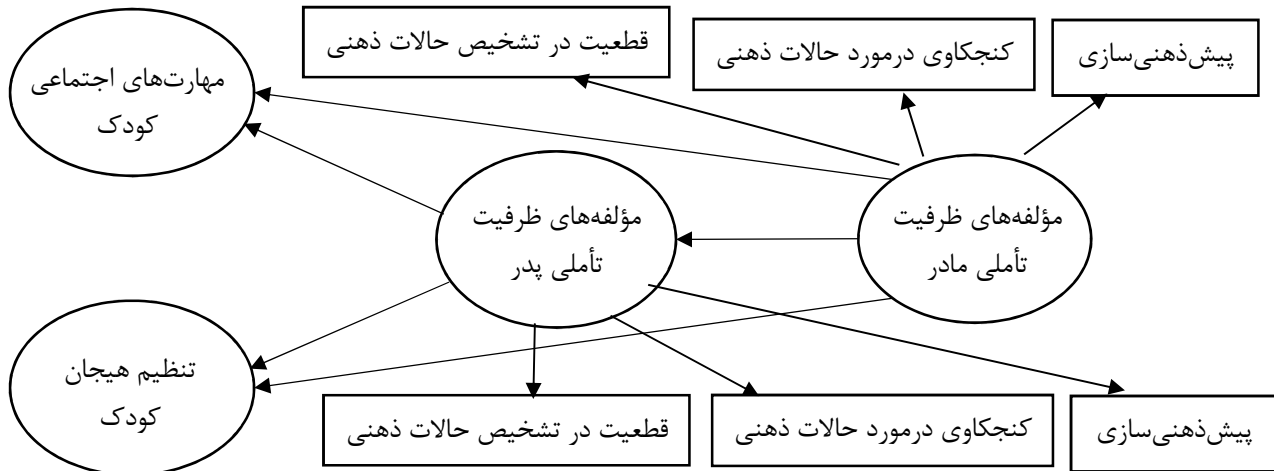 پیش‌ذهنی‌سازی
کنجکاوی درمورد حالات ذهنی
قطعیت در تشخیص حالات ذهنی
مهارت‌های اجتماعی
کودک
مؤلفه‌های ظرفیت
تأملی مادر
مؤلفه‌های ظرفیت
تأملی پدر
تنظیم هیجان
کودک
پیش‌ذهنی‌سازی
کنجکاوی درمورد حالات ذهنی
قطعیت در تشخیص حالات ذهنی